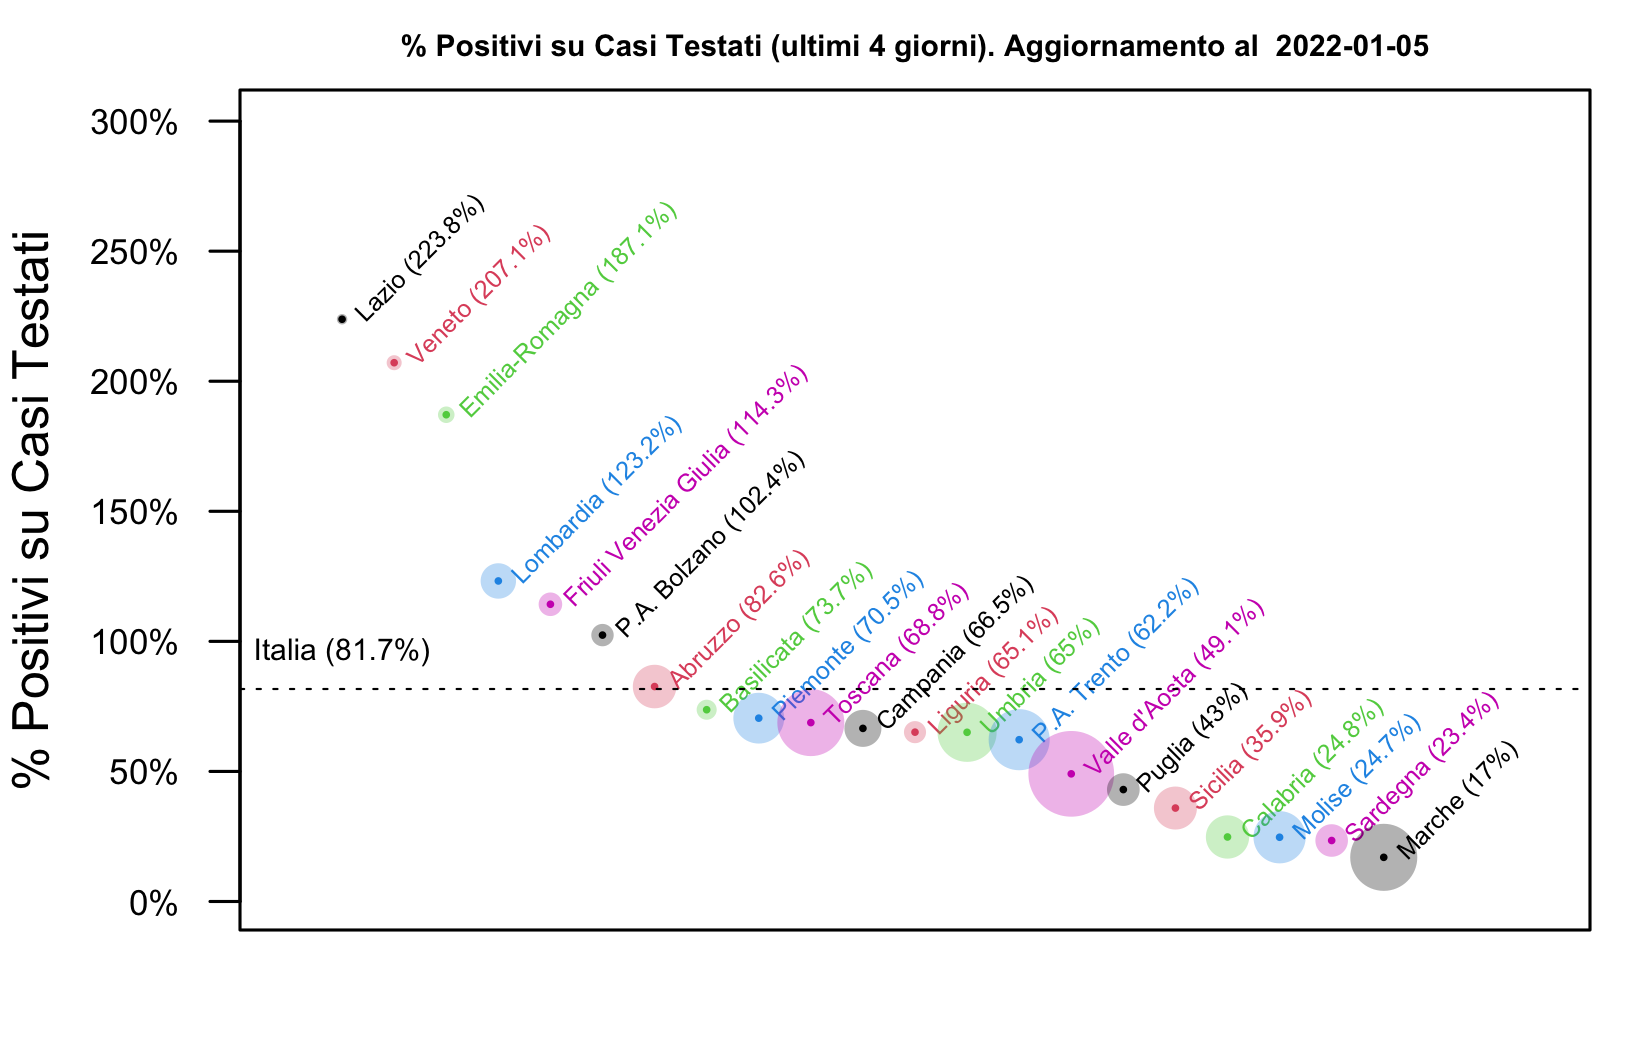 % Positivi su Casi Testati (ultimi 4 giorni). Aggiornamento al  2022-01-05
% Positivi su Casi Testati
300%
250%
200%
150%
100%
50%
0%
Italia (81.7%)
Lazio (223.8%)
Veneto (207.1%)
Emilia-Romagna (187.1%)
Lombardia (123.2%)
Friuli Venezia Giulia (114.3%)
P.A. Bolzano (102.4%)
Abruzzo (82.6%)
Basilicata (73.7%)
Piemonte (70.5%)
Toscana (68.8%)
Campania (66.5%)
Liguria (65.1%)
Umbria (65%)
P.A. Trento (62.2%)
Valle d'Aosta (49.1%)
Puglia (43%)
Sicilia (35.9%)
Calabria (24.8%)
Molise (24.7%)
Sardegna (23.4%)
Marche (17%)